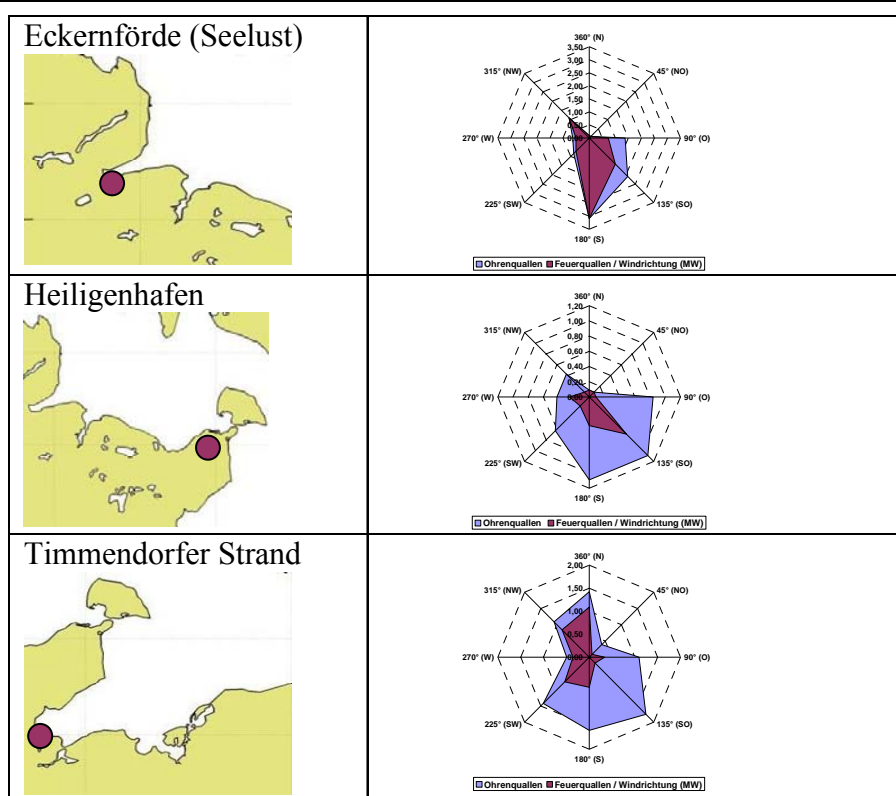 Eckernförde (Seelust)
360° (N)
3,50
3,00
2,50
2,00
1,50
1,00
0,50
0,00
45° (NO)
90° (O)
135° (SO)
180° (S)
225° (SW)
270° (W)
315° (NW)
Ohrenquallen Feuerquallen / Windrichtung (MW)
Heiligenhafen
360° (N)
1,20
1,00
0,80
0,60
0,40
0,20
0,00
45° (NO)
90° (O)
135° (SO)
180° (S)
225° (SW)
270° (W)
315° (NW)
Ohrenquallen Feuerquallen / Windrichtung (MW)
Timmendorfer Strand
360° (N)
2,00
1,50
1,00
0,50
0,00
45° (NO)
90° (O)
135° (SO)
180° (S)
225° (SW)
270° (W)
315° (NW)
Ohrenquallen Feuerquallen / Windrichtung (MW)